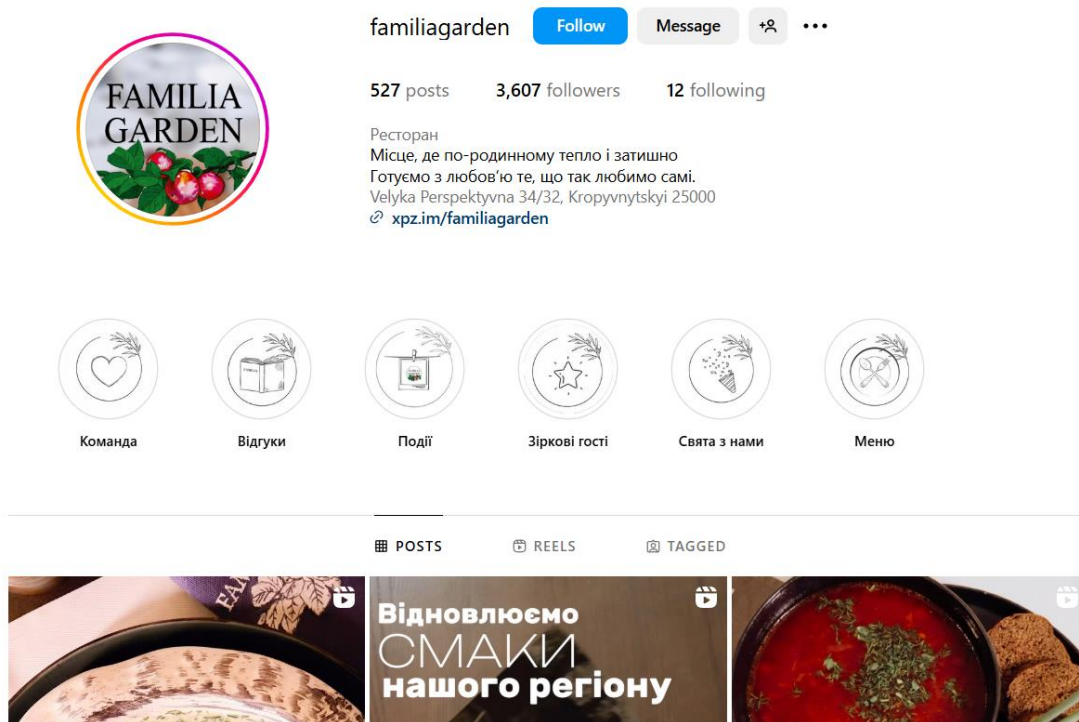 familiagarden Follow Message
FAMILIA
GARDEN
527 posts 3,607 followers 12 following
Ресторан
Місце, де по-родинному тепло і затишно
Готуємо з любов'ю те, що так любимо самі.
Velyka Perspektyvna 34/32, Kropyvnytskyi 25000
xpz.im/familiagarden
Команда Відгуки Події Зіркові гості Свята з нами Меню
POSTS REELS TAGGED
Відновлюємо
СМАКИ
нашого регіону